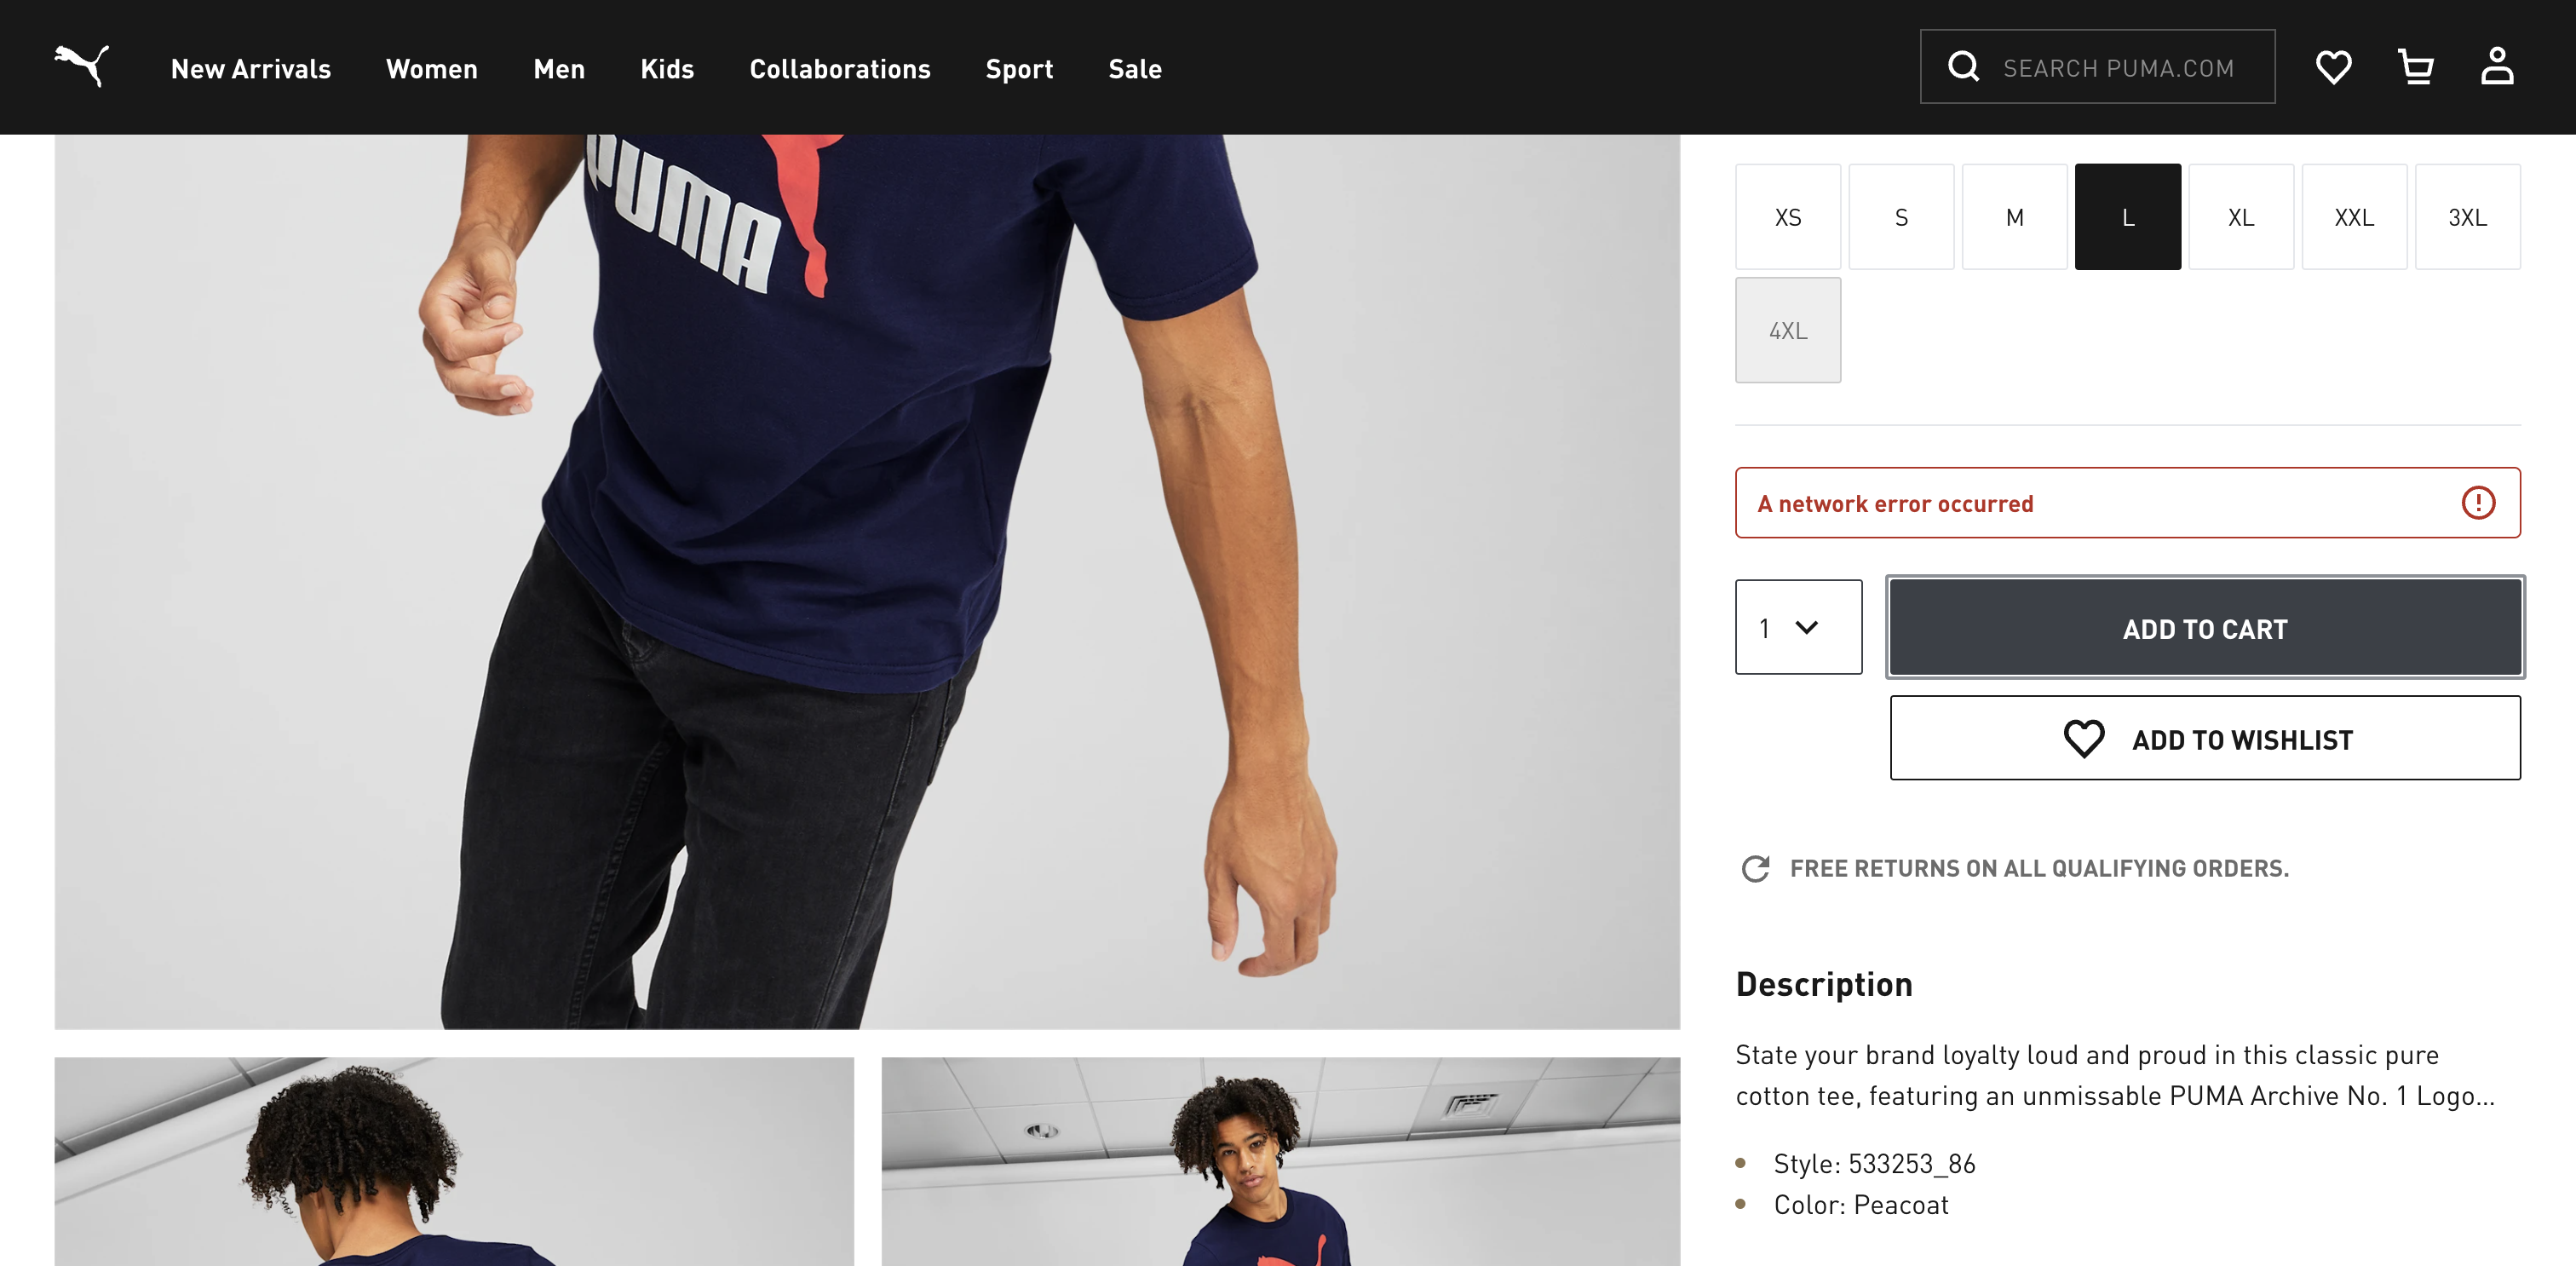 New Arrivals Women Men Kids Collaborations Sport Sale SEARCH PUMA.COM
PUMA
XS S M L XL XXL 3XL
4XL
A network error occurred
1 ADD TO CART
ADD TO WISHLIST
FREE RETURNS ON ALL QUALIFYING ORDERS.
Description
State your brand loyalty loud and proud in this classic pure
cotton tee, featuring an unmissable PUMA Archive No. 1 Logo...
Style: 533253_86
Color: Peacoat